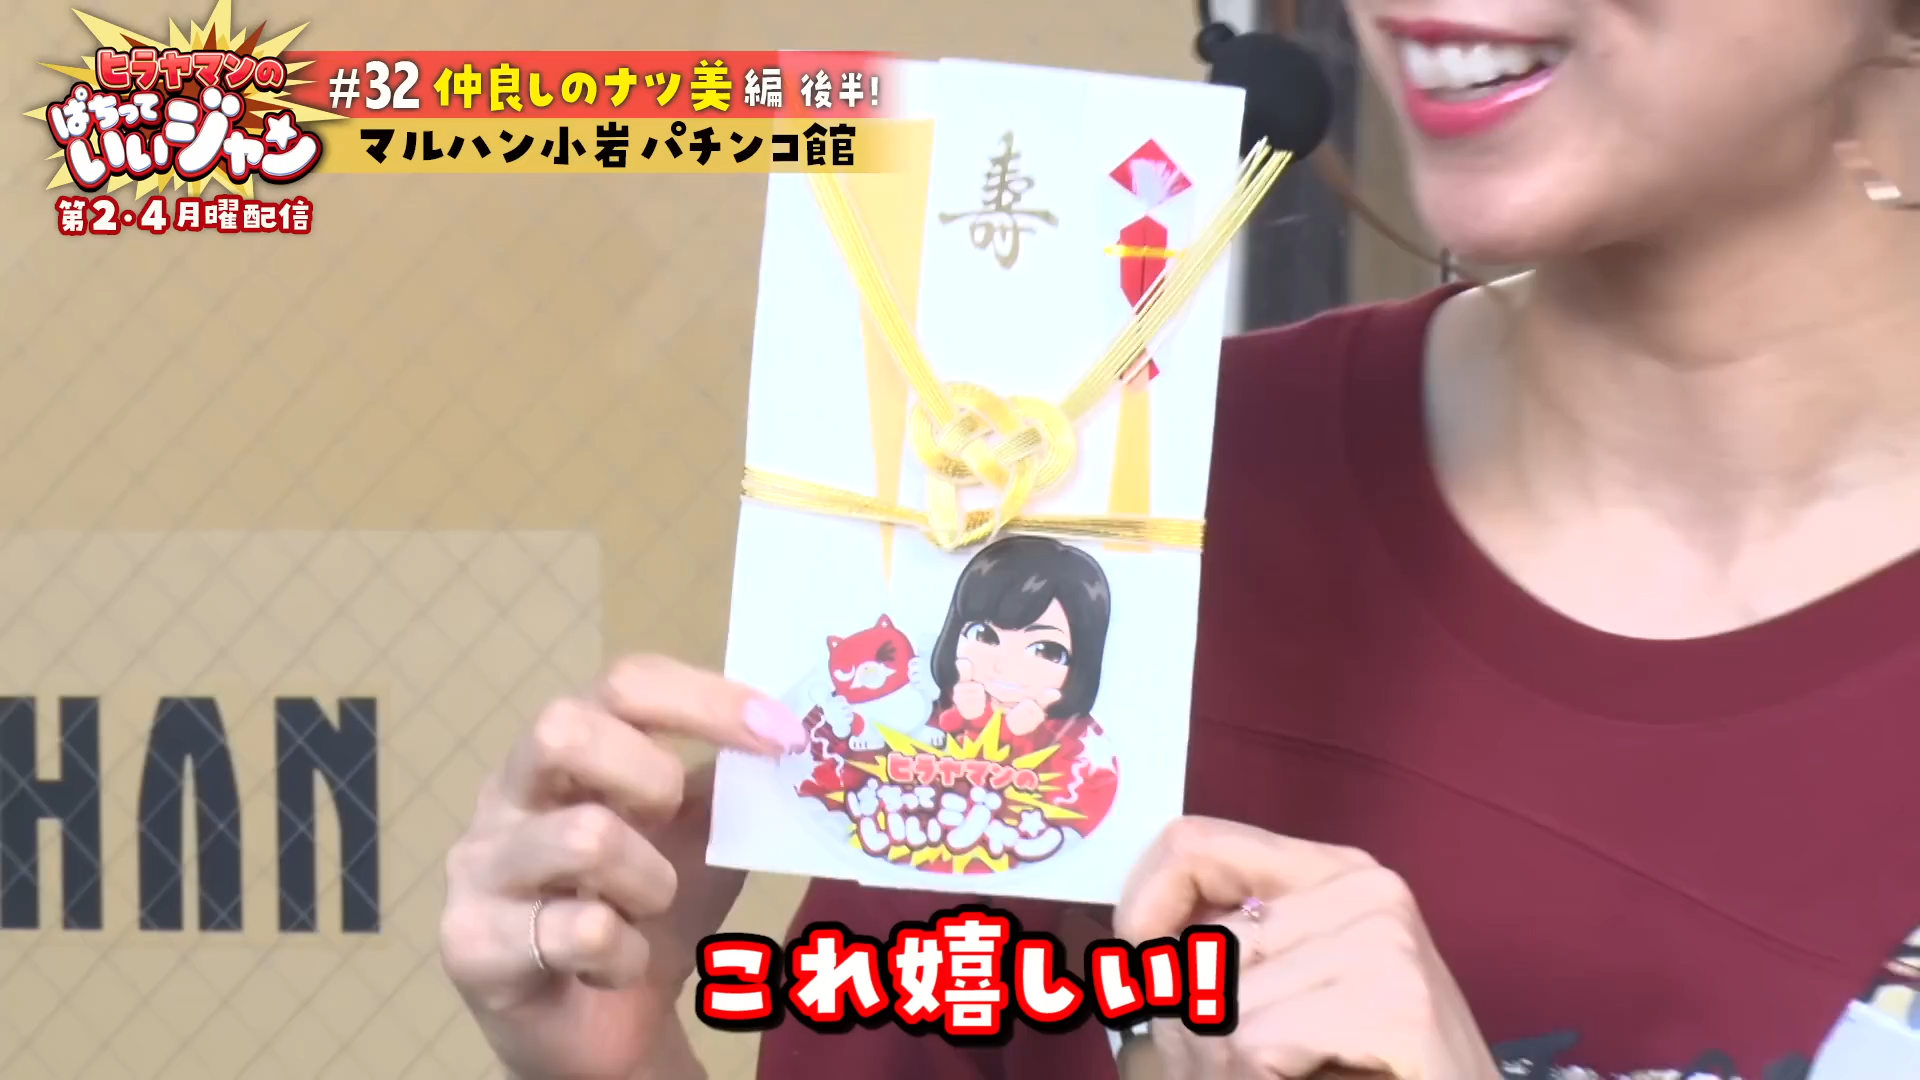 ヒラヤマンの
ぱちって
いいジャン
第2・4月曜配信
#32 仲良しのナツ美編 後半!
マルハン小岩パチンコ館
寿
ヒラヤマンの
ぱちって
いいジャン
HAN
これ嬉しい!